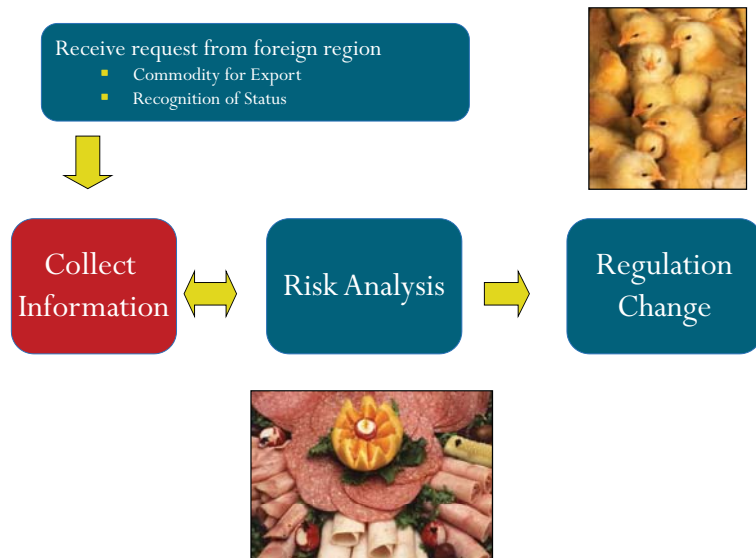 Receive request from foreign region
Commodity for Export
Recognition of Status
Collect
Information
Risk Analysis
Regulation
Change